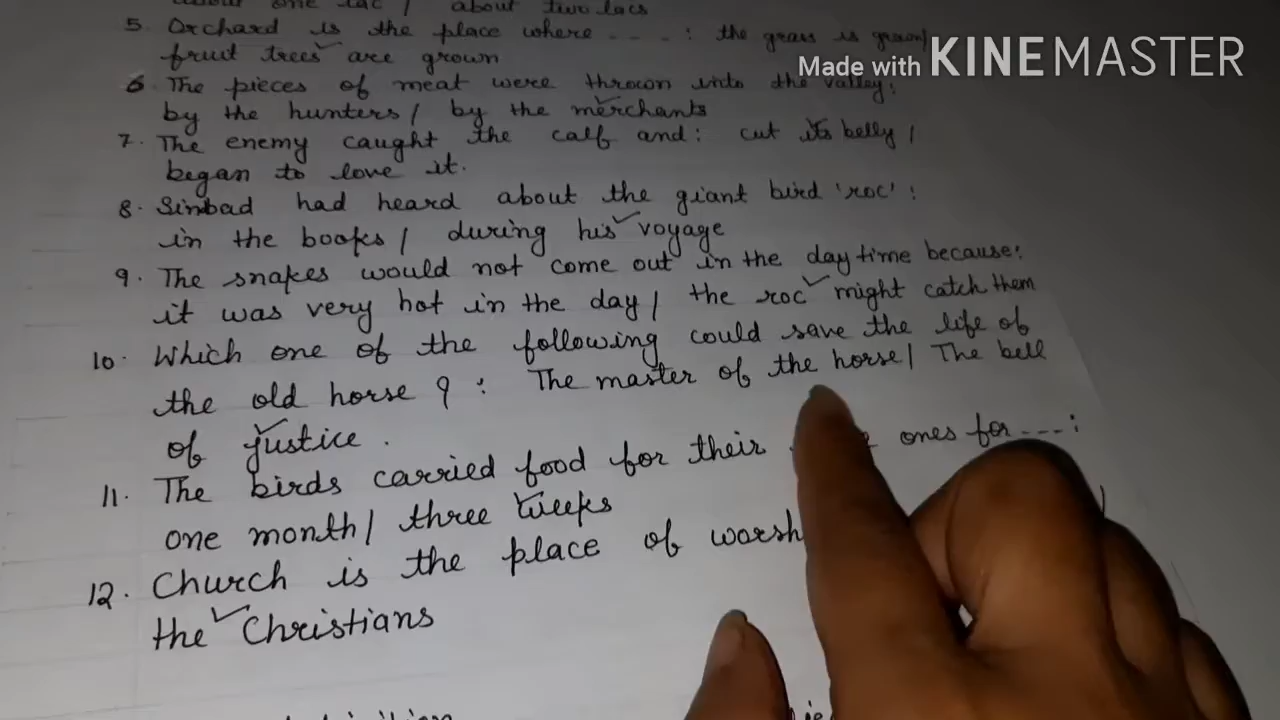 about one lac / about two lacs
5. Orchard is the place where - - - - : the grass is grown/
fruit trees are grown
6. The pieces of meat were thrown into the valley:
by the hunters/ by the merchants
7. The enemy caught the calf and: cut its belly /
began to love it.
8. Sinbad had heard about the giant bird 'roc' :
in the books / during his voyage
9. The snakes would not come out in the day time because:
it was very hot in the day / the roc might catch them
10. Which one of the following could save the life of
the old horse ? : The master of the horse / The bell
of justice.
11. The birds carried food for their ones for - - - :
one month / three weeks
12. Church is the place of worsh
the Christians
Made with KINEMASTER